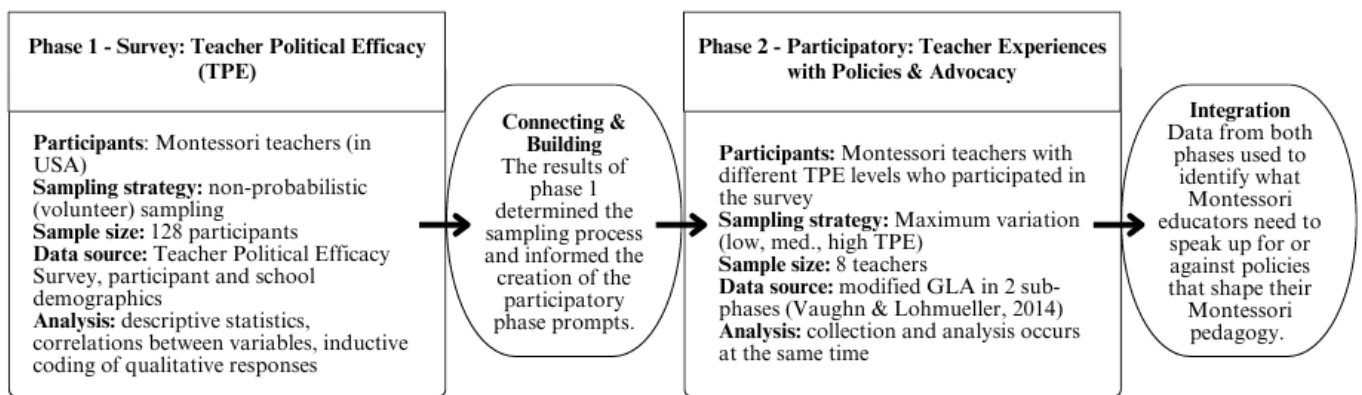 Phase 1 - Survey: Teacher Political Efficacy
(TPE)
Participants: Montessori teachers (in
USA)
Sampling strategy: non-probabilistic
(volunteer) sampling
Sample size: 128 participants
Data source: Teacher Political Efficacy
Survey, participant and school
demographics
Analysis: descriptive statistics,
correlations between variables, inductive
coding of qualitative responses
Connecting &
Building
The results of
phase 1
determined the
sampling process
and informed the
creation of the
participatory
phase prompts.
Phase 2 - Participatory: Teacher Experiences
with Policies & Advocacy
Participants: Montessori teachers with
different TPE levels who participated in
the survey
Sampling strategy: Maximum variation
(low, med., high TPE)
Sample size: 8 teachers
Data source: modified GLA in 2 sub-
phases (Vaughn & Lohmueller, 2014)
Analysis: collection and analysis occurs
at the same time
Integration
Data from both
phases used to
identify what
Montessori
educators need to
speak up for or
against policies
that shape their
Montessori
pedagogy.